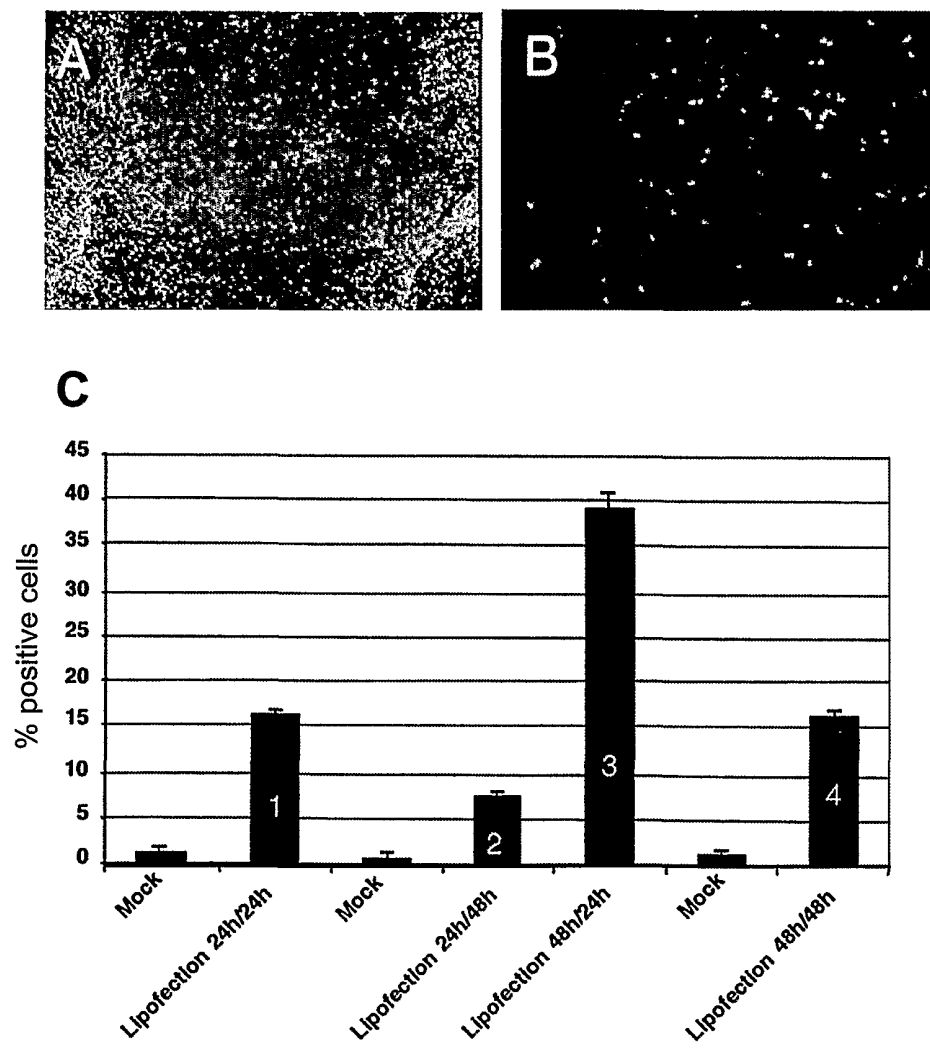 A
B
C
45
40
35
30
25
20
15
10
5
0
% positive cells
1
2
3
4
Mock
Lipofection 24h/24h
Mock
Lipofection 24h/48h
Lipofection 48h/24h
Mock
Lipofection 48h/48h